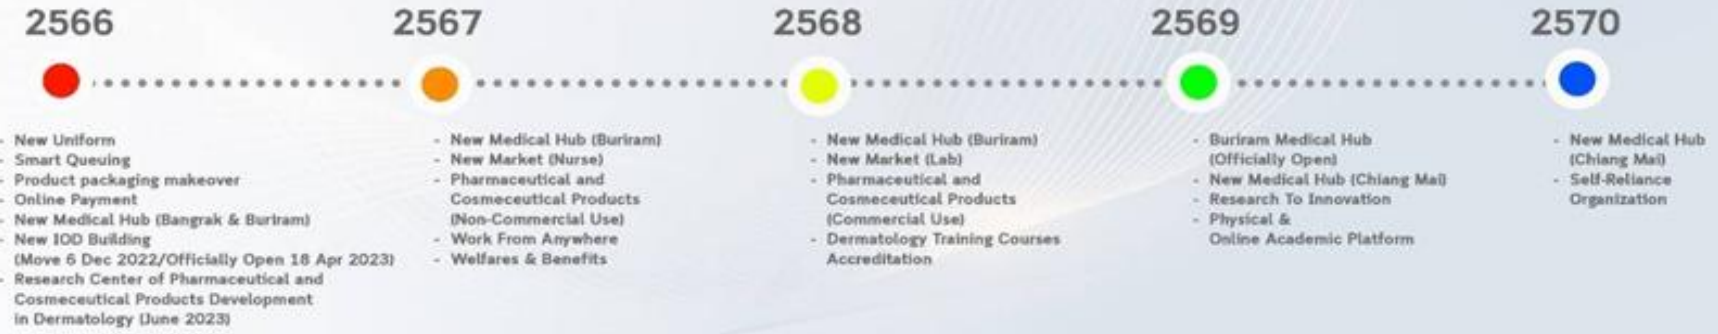 2566
- New Uniform
- Smart Queuing
- Product packaging makeover
- Online Payment
- New Medical Hub (Bangrak & Buriram)
- New IOD Building
(Move 6 Dec 2022/Officially Open 18 Apr 2023)
- Research Center of Pharmaceutical and
Cosmeceutical Products Development
in Dermatology (June 2023)
2567
- New Medical Hub (Buriram)
- New Market (Nurse)
- Pharmaceutical and
Cosmeceutical Products
(Non-Commercial Use)
- Work From Anywhere
- Welfares & Benefits
2568
- New Medical Hub (Buriram)
- New Market (Lab)
- Pharmaceutical and
Cosmeceutical Products
(Commercial Use)
- Dermatology Training Courses
Accreditation
2569
- Buriram Medical Hub
(Officially Open)
- New Medical Hub (Chiang Mai)
- Research To Innovation
- Physical &
Online Academic Platform
2570
- New Medical Hub
(Chiang Mai)
- Self-Reliance
Organization